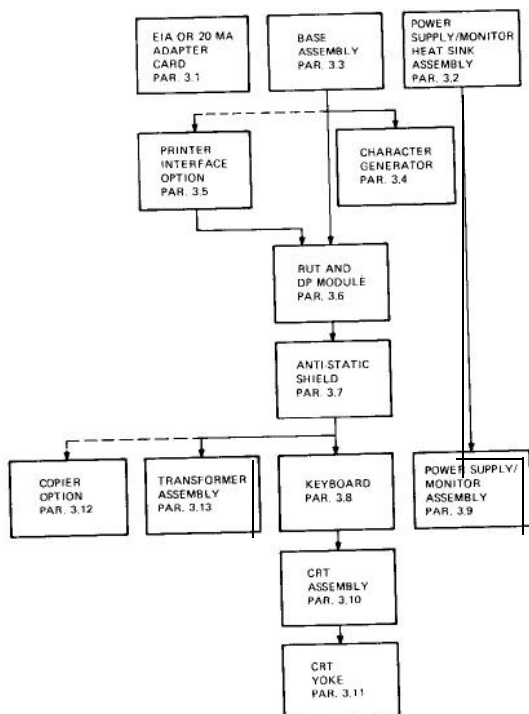 EIA OR 20 MA
ADAPTER
CARD
PAR. 3.1
BASE
ASSEMBLY
PAR. 3.3
POWER
SUPPLY/MONITOR
HEAT SINK
ASSEMBLY
PAR. 3.2
PRINTER
INTERFACE
OPTION
PAR. 3.5
CHARACTER
GENERATOR
PAR. 3.4
RUT AND
DP MODULE
PAR. 3.6
ANTI-STATIC
SHIELD
PAR. 3.7
COPIER
OPTION
PAR. 3.12
TRANSFORMER
ASSEMBLY
PAR. 3.13
KEYBOARD
PAR. 3.8
POWER SUPPLY/
MONITOR
ASSEMBLY
PAR. 3.9
CRT
ASSEMBLY
PAR. 3.10
CRT
YOKE
PAR. 3.11